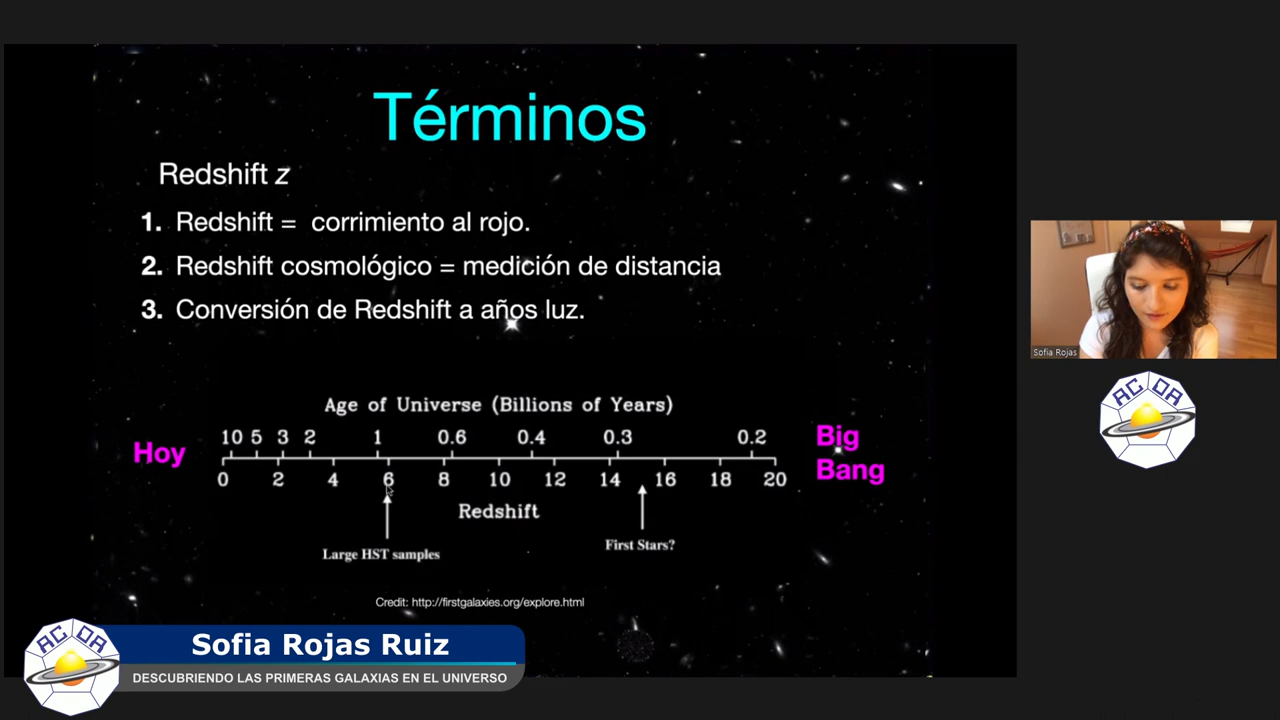 Términos
Redshift z
1. Redshift = corrimiento al rojo.
2. Redshift cosmológico = medición de distancia
3. Conversión de Redshift a años luz.
Age of Universe (Billions of Years)
10 5 3 2 1 0.6 0.4 0.3 0.2
Hoy
Big
Bang
0 2 4 6 8 10 12 14 16 18 20
Redshift
Large HST samples
First Stars?
Credit: http://firstgalaxies.org/explore.html
Sofia Rojas
ACDA
ACDA
Sofia Rojas Ruiz
DESCUBRIENDO LAS PRIMERAS GALAXIAS EN EL UNIVERSO